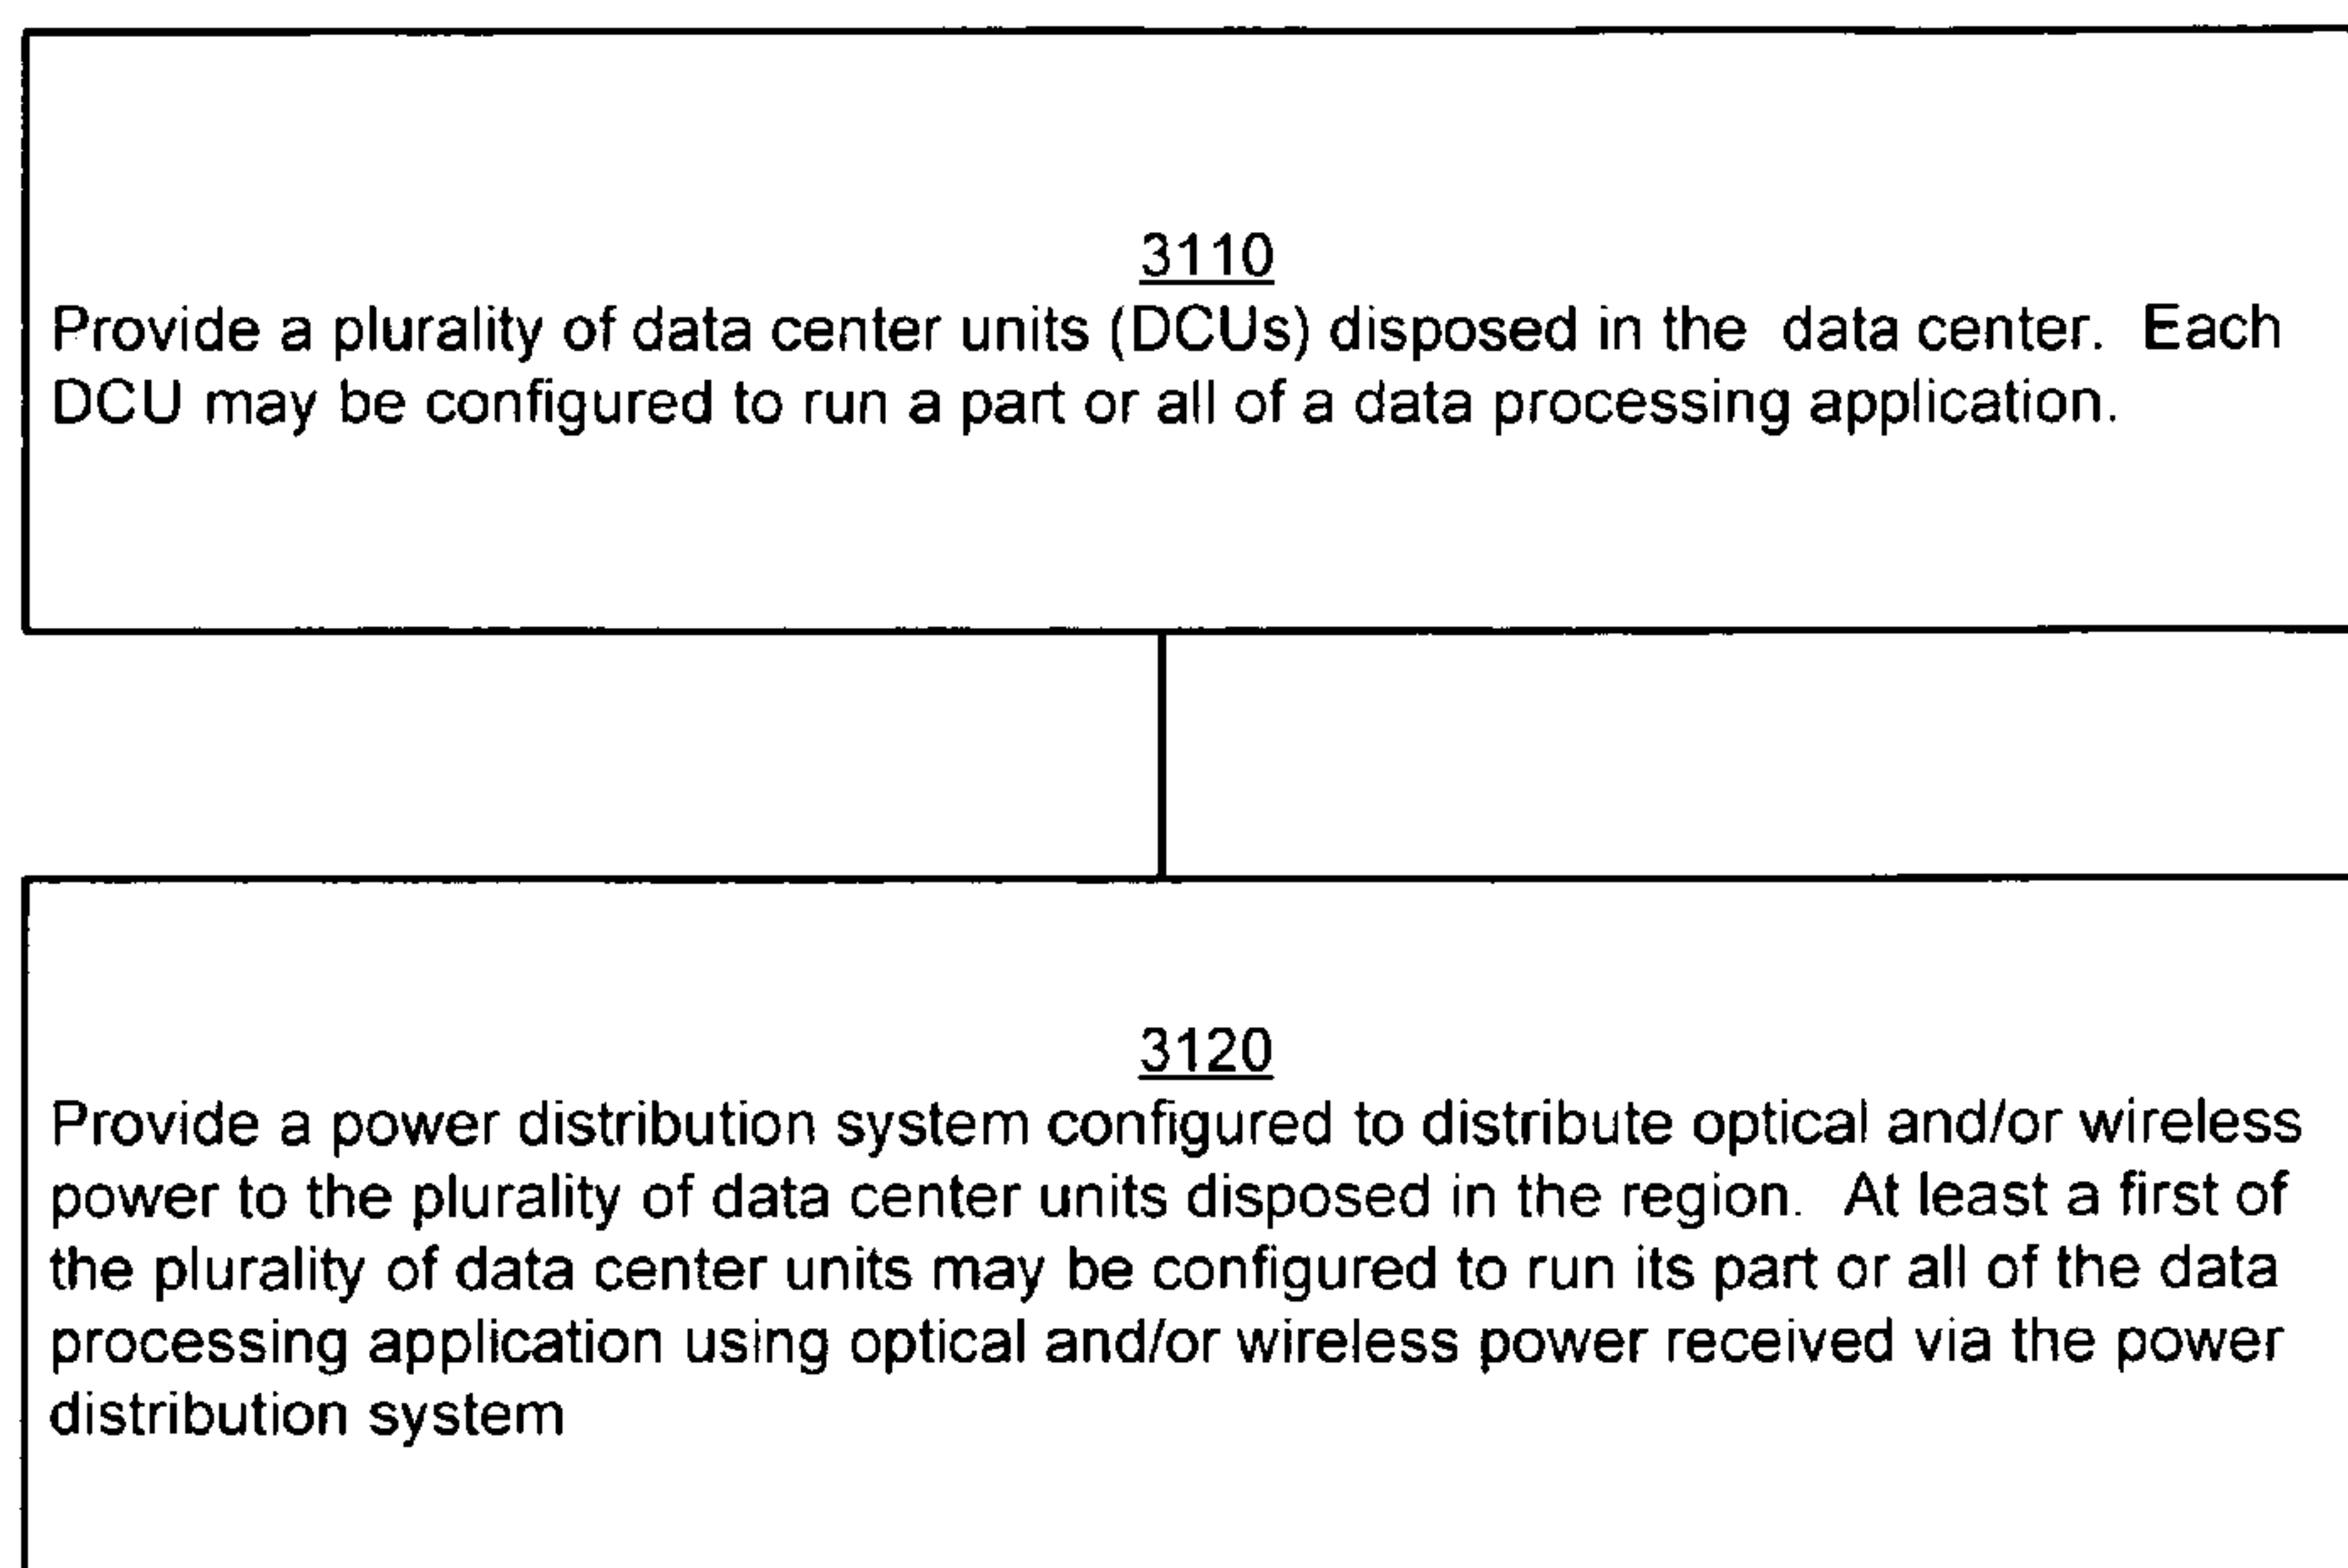 3110
Provide a plurality of data center units (DCUs) disposed in the data center. Each
DCU may be configured to run a part or all of a data processing application.
3120
Provide a power distribution system configured to distribute optical and/or wireless
power to the plurality of data center units disposed in the region. At least a first of
the plurality of data center units may be configured to run its part or all of the data
processing application using optical and/or wireless power received via the power
distribution system